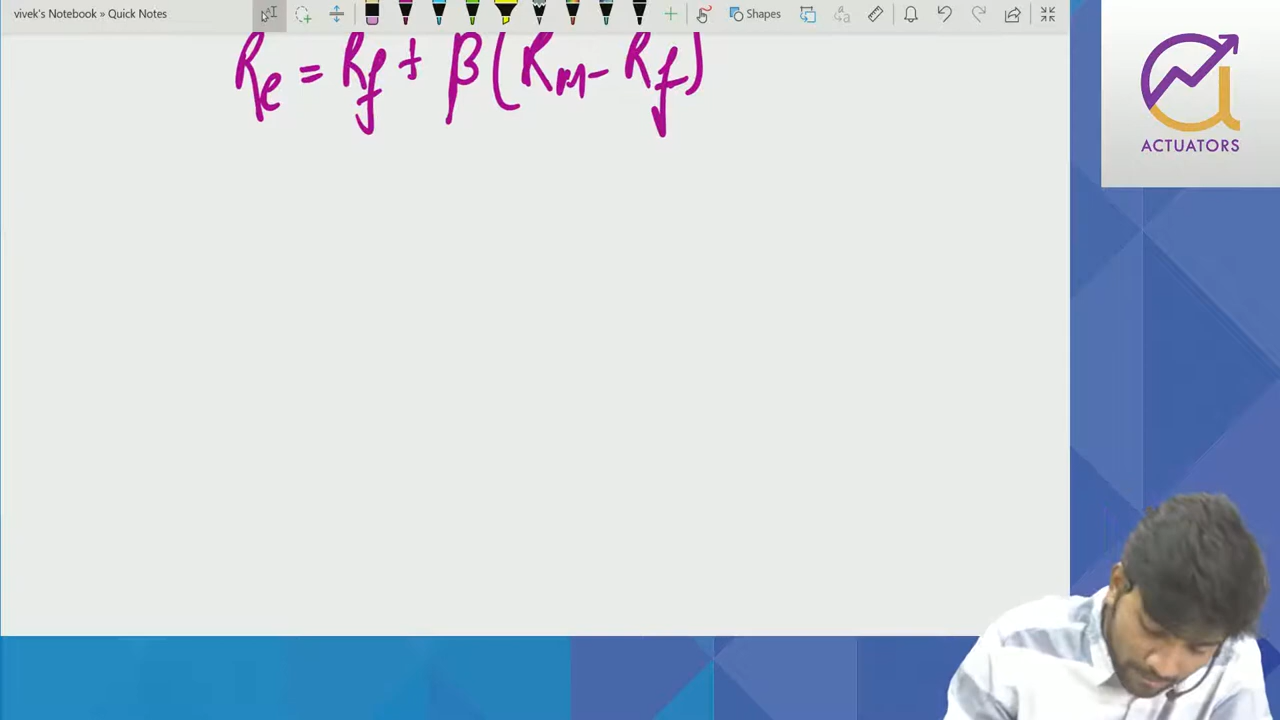 vivek's Notebook » Quick Notes
Shapes
Re = Rf + β(Rm - Rf)
ACTUATORS